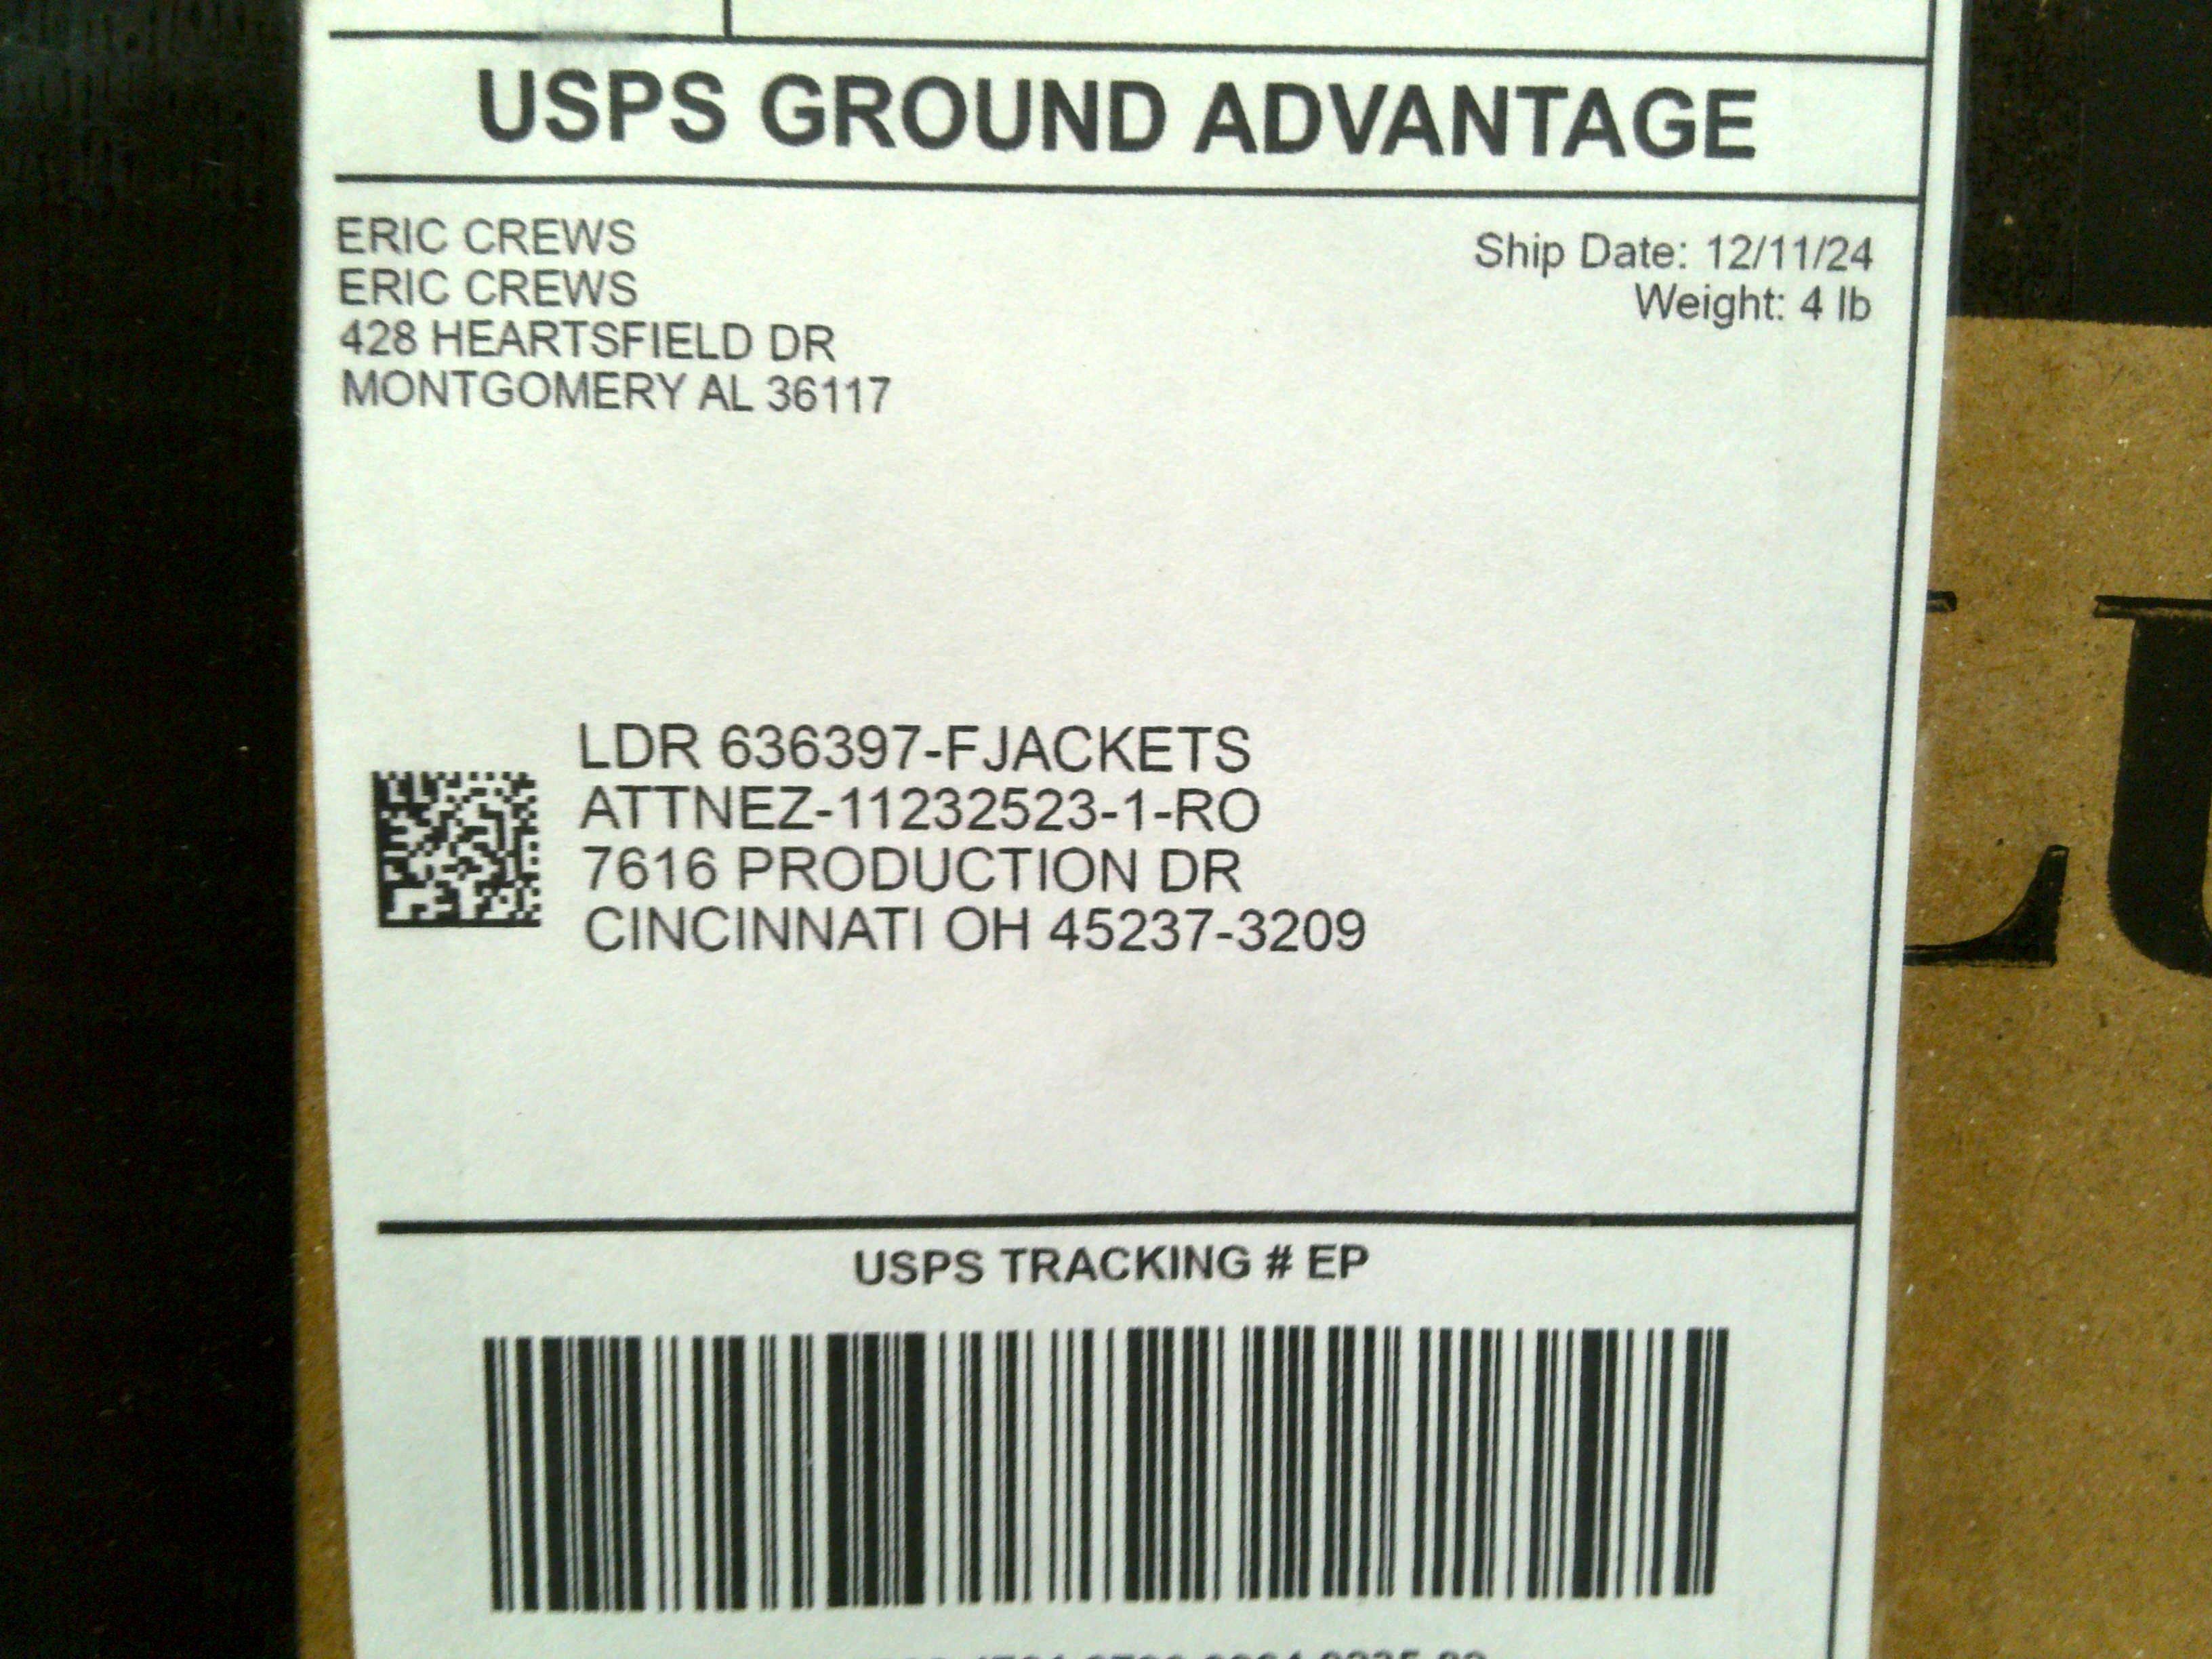 USPS GROUND ADVANTAGE
ERIC CREWS
ERIC CREWS
428 HEARTSFIELD DR
MONTGOMERY AL 36117
Ship Date: 12/11/24
Weight: 4 lb
LDR 636397-FJACKETS
ATTNEZ-11232523-1-RO
7616 PRODUCTION DR
CINCINNATI OH 45237-3209
USPS TRACKING # EP